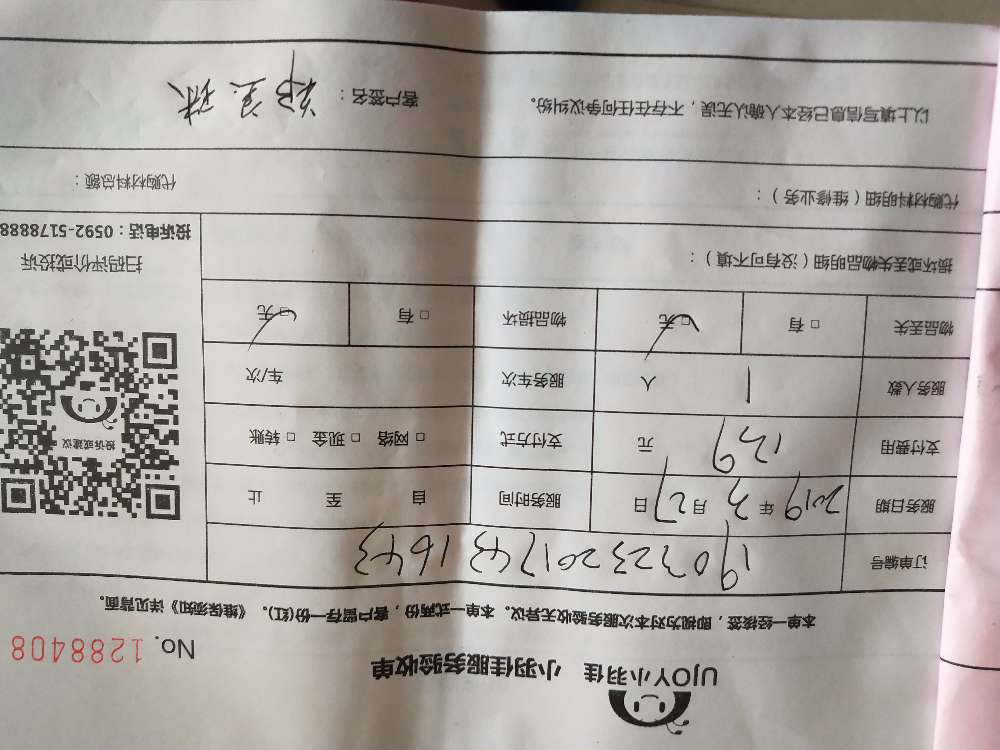 UJOY小羽佳 小羽佳服务验收单
No. 1288408
本单一经接签，即视为对本次服务验收无异议。本单一式两份，客户留存一份(红)。《维保须知》详见背面。
订单编号 190323201743 1643
服务日期 2019年3月27日 服务时间 自 至 止
支付费用 139 元 支付方式 □ 网络 □ 现金 □ 转账
服务人数 1 人 服务车次 车/次
物品丢失 □ 有 □ 无 物品损坏 □ 有 □ 无
投诉或建议
扫码评价或投诉
投诉电话：0592-5178888
损坏或丢失物品明细（没有可不填）：
代购材料明细（维修业务）： 代购材料总额：
以上填写信息已经本人确认无误，不存在任何争议纠纷。 客户签名：